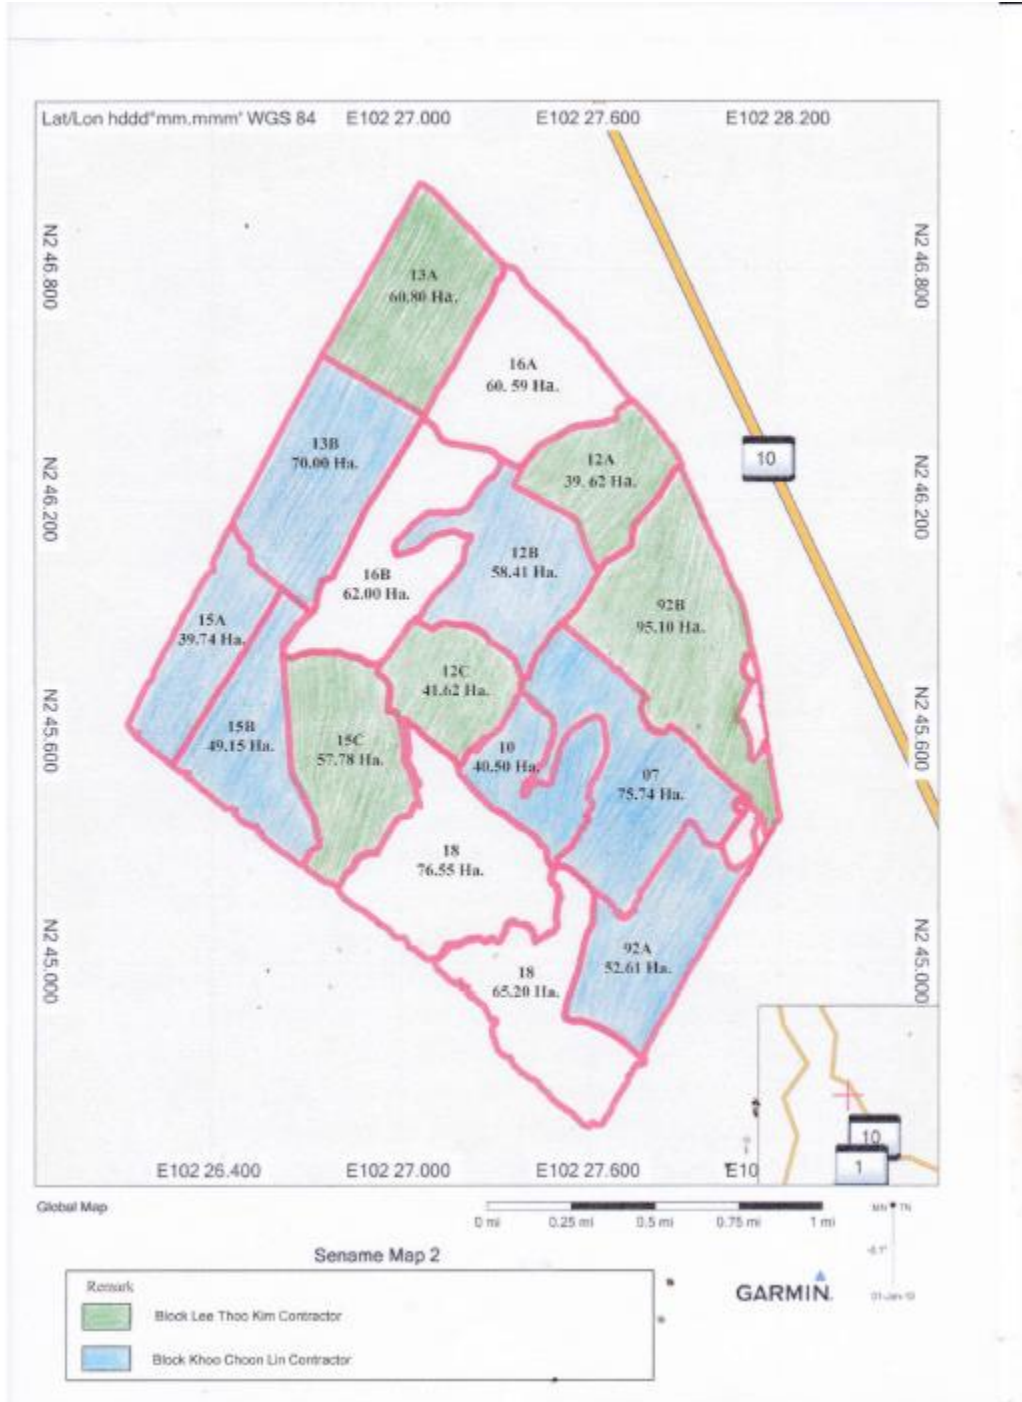 Lat/Lon hddd°mm.mmm' WGS 84 E102 27.000 E102 27.600 E102 28.200
N2 46.800
N2 46.800
13A
60.80 Ha.
16A
60. 59 Ha.
13B
70.00 Ha.
12A
39. 62 Ha.
10
N2 46.200
N2 46.200
12B
58.41 Ha.
16B
62.00 Ha.
92B
95.10 Ha.
15A
39.74 Ha.
12C
41.62 Ha.
N2 45.600
N2 45.600
15B
49.15 Ha.
15C
57.78 Ha.
10
40.50 Ha.
07
75.74 Ha.
18
76.55 Ha.
92A
52.61 Ha.
18
65.20 Ha.
N2 45.000
N2 45.000
10
1
E102 26.400 E102 27.000 E102 27.600 E10
Global Map
0 mi 0.25 mi 0.5 mi 0.75 mi 1 mi
MN TN
-0.1°
Sename Map 2
GARMIN
01-Jan-10
Remark
Block Lee Thoo Kim Contractor
Block Khoo Choon Lin Contractor